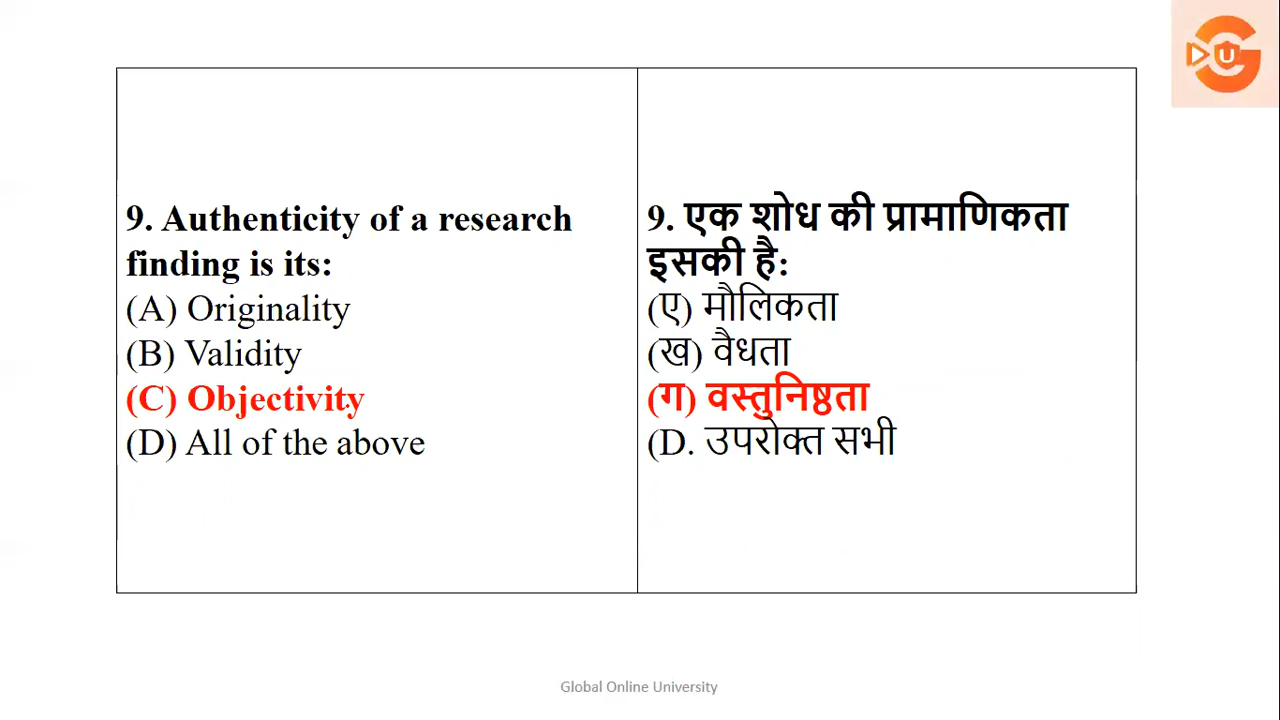 U
9. Authenticity of a research
finding is its:
(A) Originality
(B) Validity
(C) Objectivity
(D) All of the above
9. एक शोध की प्रामाणिकता
इसकी है:
(ए) मौलिकता
(ख) वैधता
(ग) वस्तुनिष्ठता
(D. उपरोक्त सभी
Global Online University